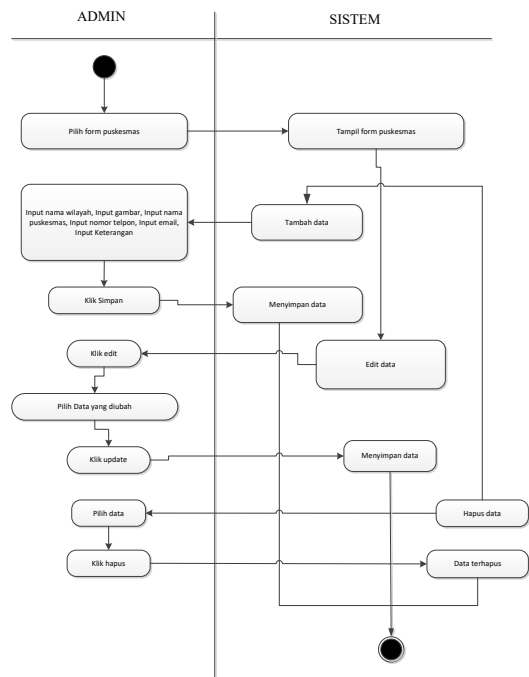 ADMIN
SISTEM
Pilih form puskesmas
Tampil form puskesmas
Input nama wilayah, Input gambar, Input nama
puskesmas, Input nomor telpon, Input email,
Input Keterangan
Tambah data
Klik Simpan
Menyimpan data
Klik edit
Edit data
Pilih Data yang diubah
Klik update
Menyimpan data
Pilih data
Hapus data
Klik hapus
Data terhapus